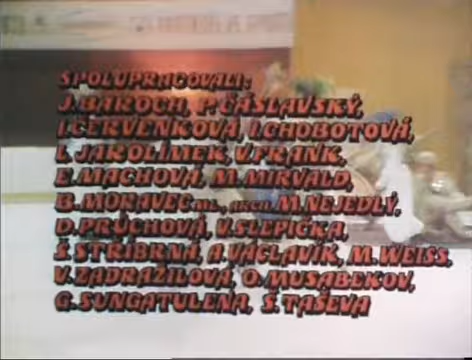 SPOLUPRACOVALI:
J. BAROCH, P. ČÁSLAVSKÝ,
I. ČERVENKOVÁ, I. CHOBOTOVÁ,
L. JAROLÍMEK, V. FRANK,
E. MACHOVÁ, M. MIRVALD,
B. MORAVEC ml., ARCH. M. NEJEDLÝ,
D. PRŮCHOVÁ, V. SLEPIČKA,
Š. STŘÍBRNÁ, A. VÁCLAVÍK, M. WEISS,
V. ZADRAŽILOVÁ, O. MUSABEKOV,
G. SUNGATULENA, S. TAŠEVA